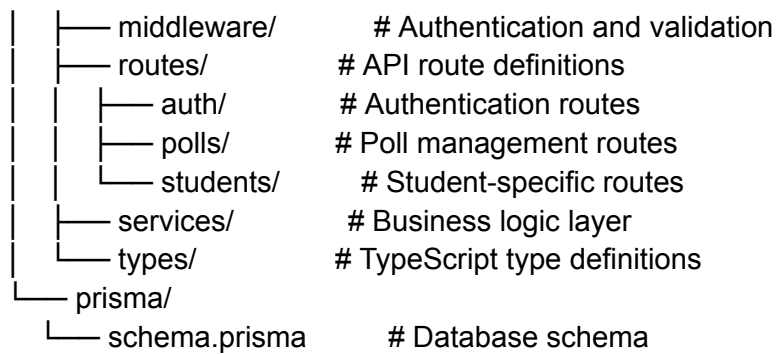 │   ├── middleware/ # Authentication and validation
│   ├── routes/ # API route definitions
│   │   ├── auth/ # Authentication routes
│   │   ├── polls/ # Poll management routes
│   │   └── students/ # Student-specific routes
│   ├── services/ # Business logic layer
│   └── types/ # TypeScript type definitions
└── prisma/
    └── schema.prisma # Database schema